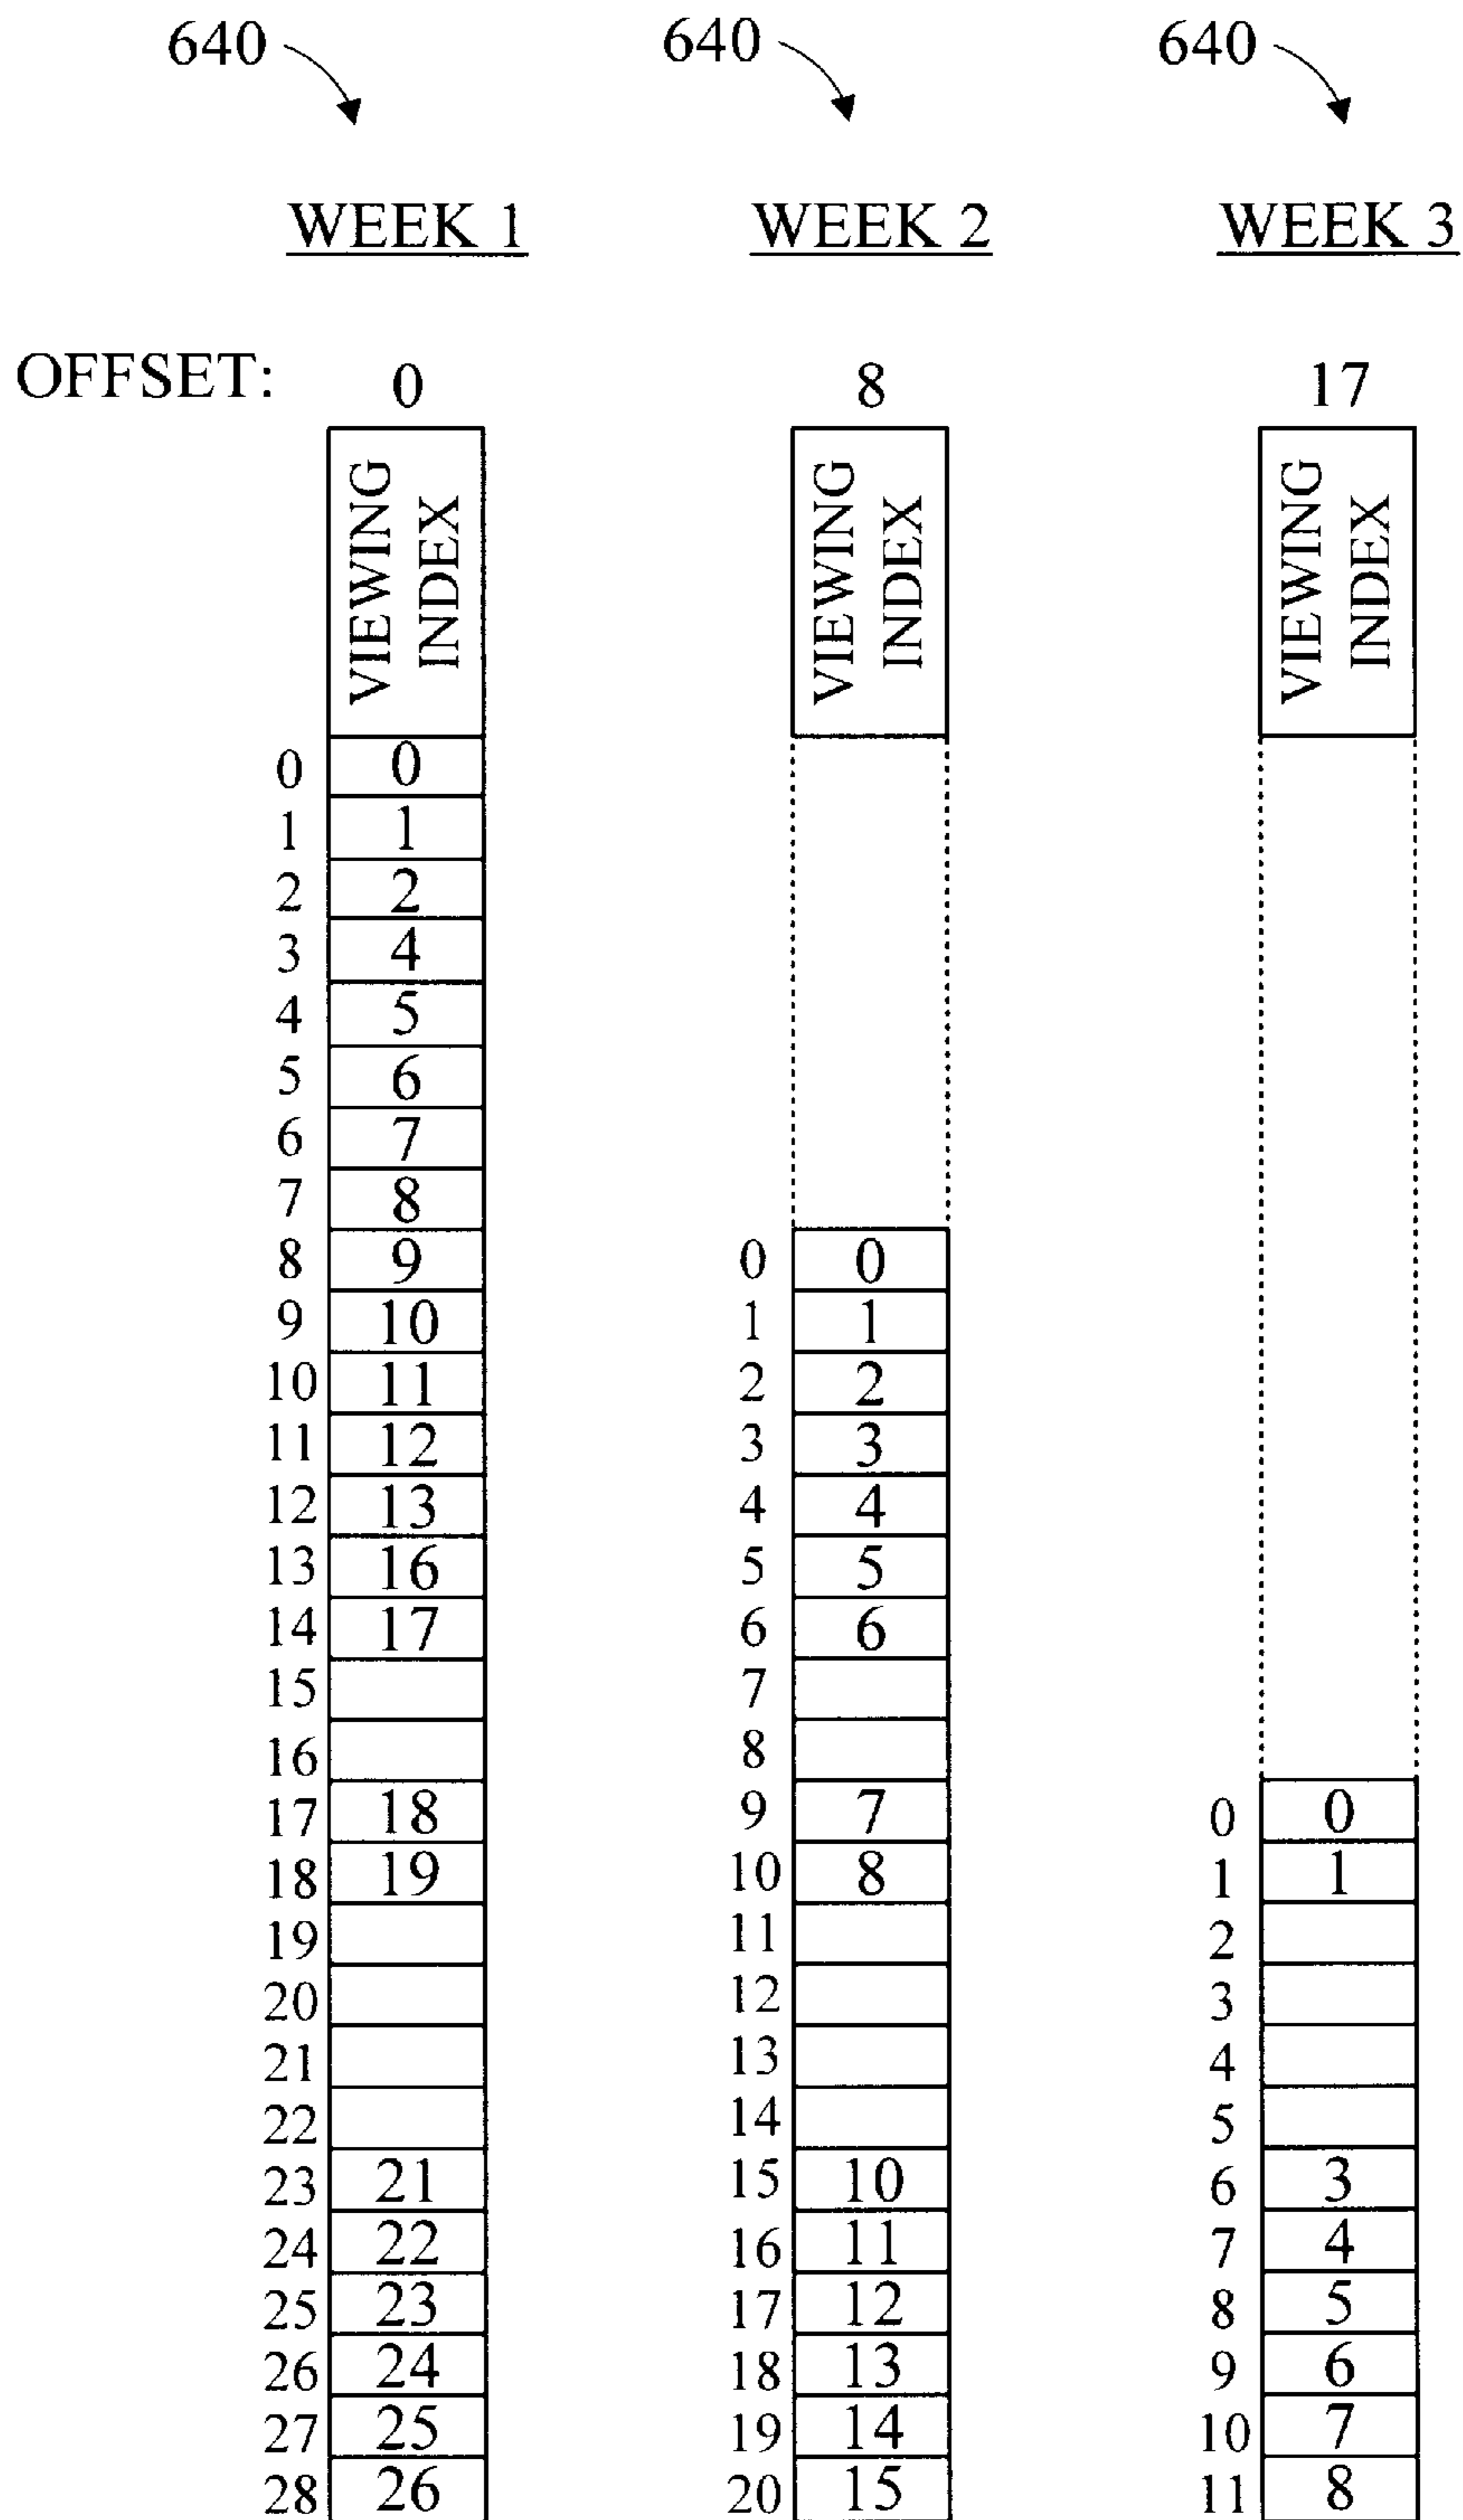 640 640 640
WEEK 1 WEEK 2 WEEK 3
OFFSET: 0 8 17
VIEWING INDEX VIEWING INDEX VIEWING INDEX
0 0
1 1
2 2
3 4
4 5
5 6
6 7
7 8
8 9 0 0
9 10 1 1
10 11 2 2
11 12 3 3
12 13 4 4
13 16 5 5
14 17 6 6
15 7
16 8
17 18 9 7 0 0
18 19 10 8 1 1
19 11 2
20 12 3
21 13 4
22 14 5
23 21 15 10 6 3
24 22 16 11 7 4
25 23 17 12 8 5
26 24 18 13 9 6
27 25 19 14 10 7
28 26 20 15 11 8